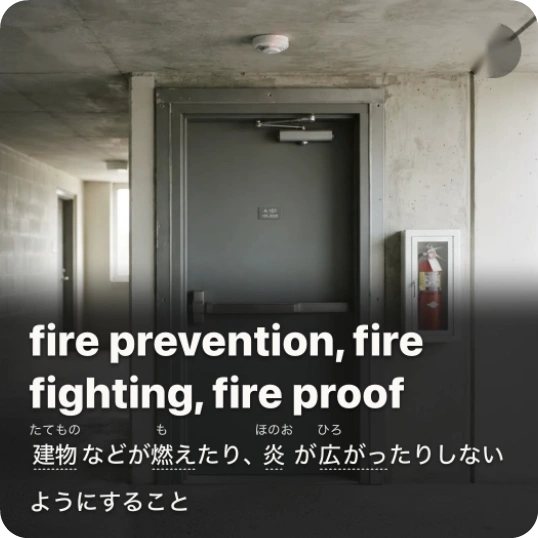 fire prevention, fire
fighting, fire proof
たてもの も ほのお ひろ
建物などが燃えたり、炎が広がったりしない
ようにすること